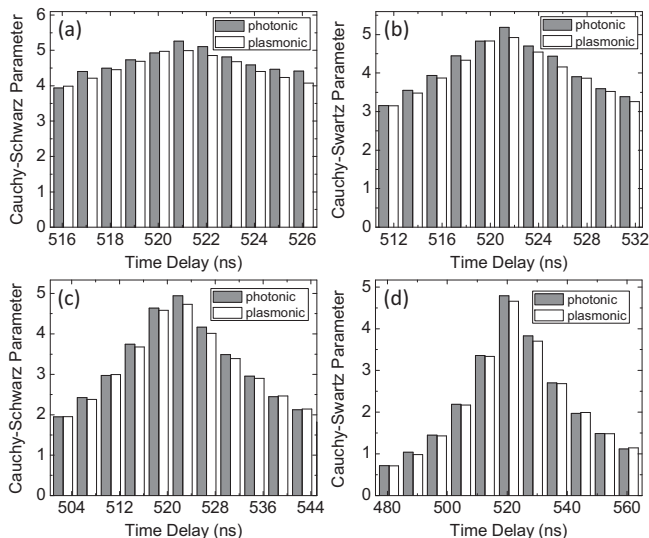 (a)
photonic
plasmonic
6
5
4
3
2
1
0
Cauchy-Schwarz Parameter
516 518 520 522 524 526
Time Delay (ns)
(b)
photonic
plasmonic
5
4
3
2
1
0
Cauchy-Swartz Parameter
512 516 520 524 528 532
Time Delay (ns)
(c)
photonic
plasmonic
5
4
3
2
1
0
Cauchy-Schwarz Parameter
504 512 520 528 536 544
Time Delay (ns)
(d)
photonic
plasmonic
5
4
3
2
1
0
Cauchy-Swartz Parameter
480 500 520 540 560
Time Delay (ns)